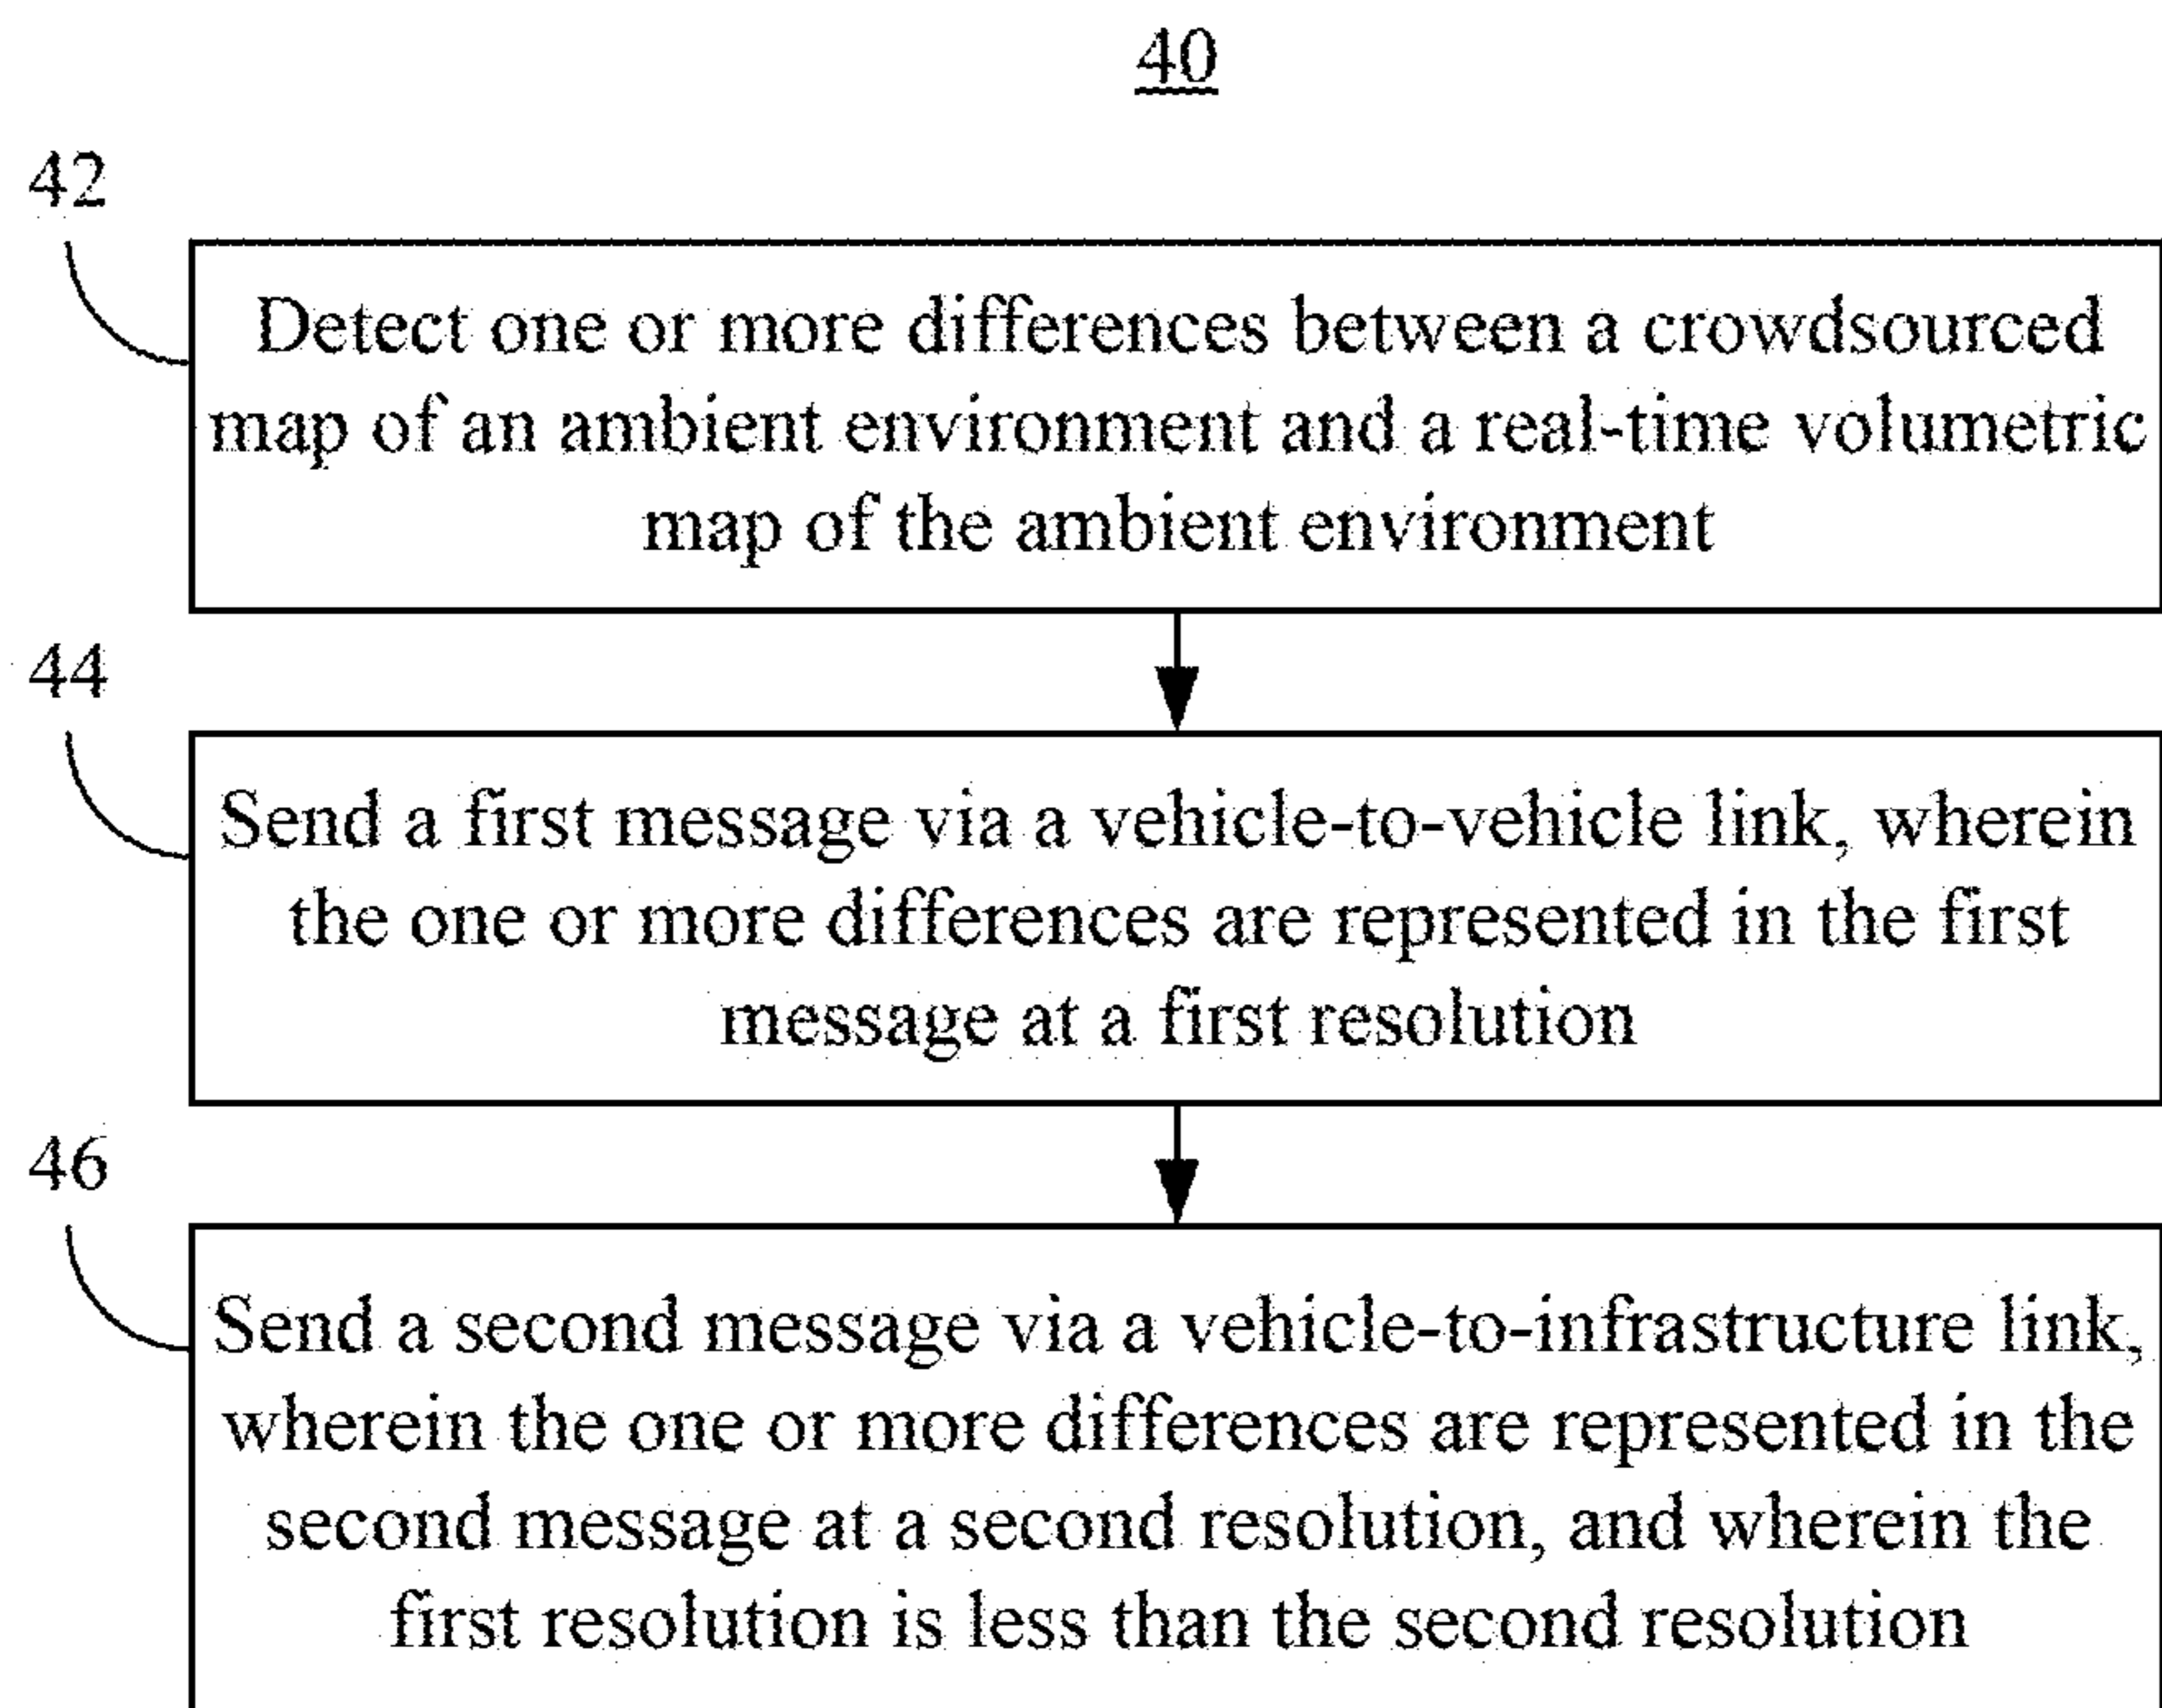 40
42
Detect one or more differences between a crowdsourced
map of an ambient environment and a real-time volumetric
map of the ambient environment
44
Send a first message via a vehicle-to-vehicle link, wherein
the one or more differences are represented in the first
message at a first resolution
46
Send a second message via a vehicle-to-infrastructure link,
wherein the one or more differences are represented in the
second message at a second resolution, and wherein the
first resolution is less than the second resolution